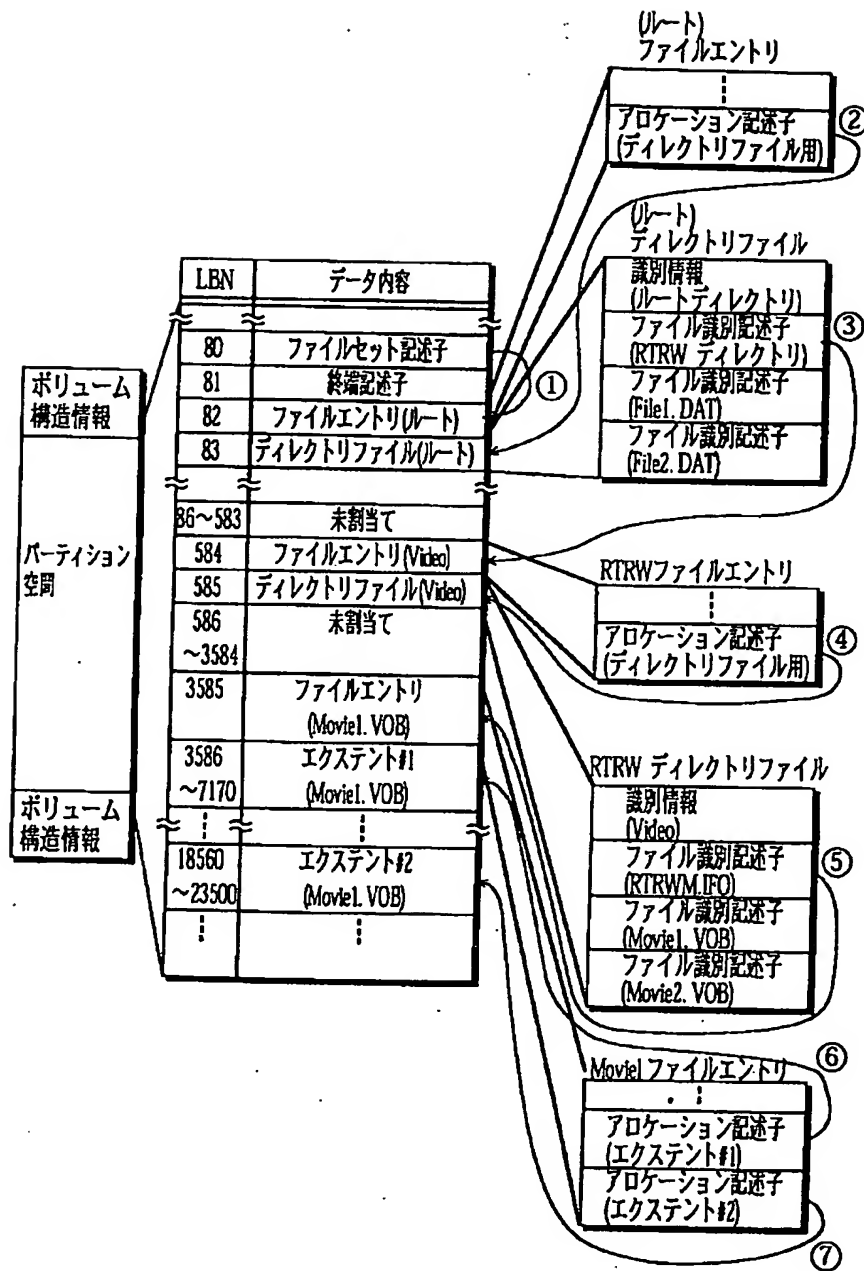 (ルート)
ファイルエントリ
アロケーション記述子
(ディレクトリファイル用)
②
(ルート)
ディレクトリファイル
識別情報
(ルートディレクトリ)
ファイル識別記述子
(RTRW ディレクトリ)
③
ファイル識別記述子
(File1. DAT)
ファイル識別記述子
(File2. DAT)
LBN データ内容
80 ファイルセット記述子
81 終端記述子
①
82 ファイルエントリ(ルート)
83 ディレクトリファイル(ルート)
86～583 未割当て
584 ファイルエントリ(Video)
585 ディレクトリファイル(Video)
586 未割当て
～3584
3585 ファイルエントリ
(Movie1. VOB)
3586 エクステント#1
～7170 (Movie1. VOB)
18560 エクステント#2
～23500 (Movie1. VOB)
ボリューム
構造情報
パーティション
空間
ボリューム
構造情報
RTRWファイルエントリ
アロケーション記述子
(ディレクトリファイル用)
④
RTRW ディレクトリファイル
識別情報
(Video)
ファイル識別記述子
(RTRWM.IFO)
⑤
ファイル識別記述子
(Movie1. VOB)
ファイル識別記述子
(Movie2. VOB)
⑥
Movie1 ファイルエントリ
アロケーション記述子
(エクステント#1)
アロケーション記述子
(エクステント#2)
⑦